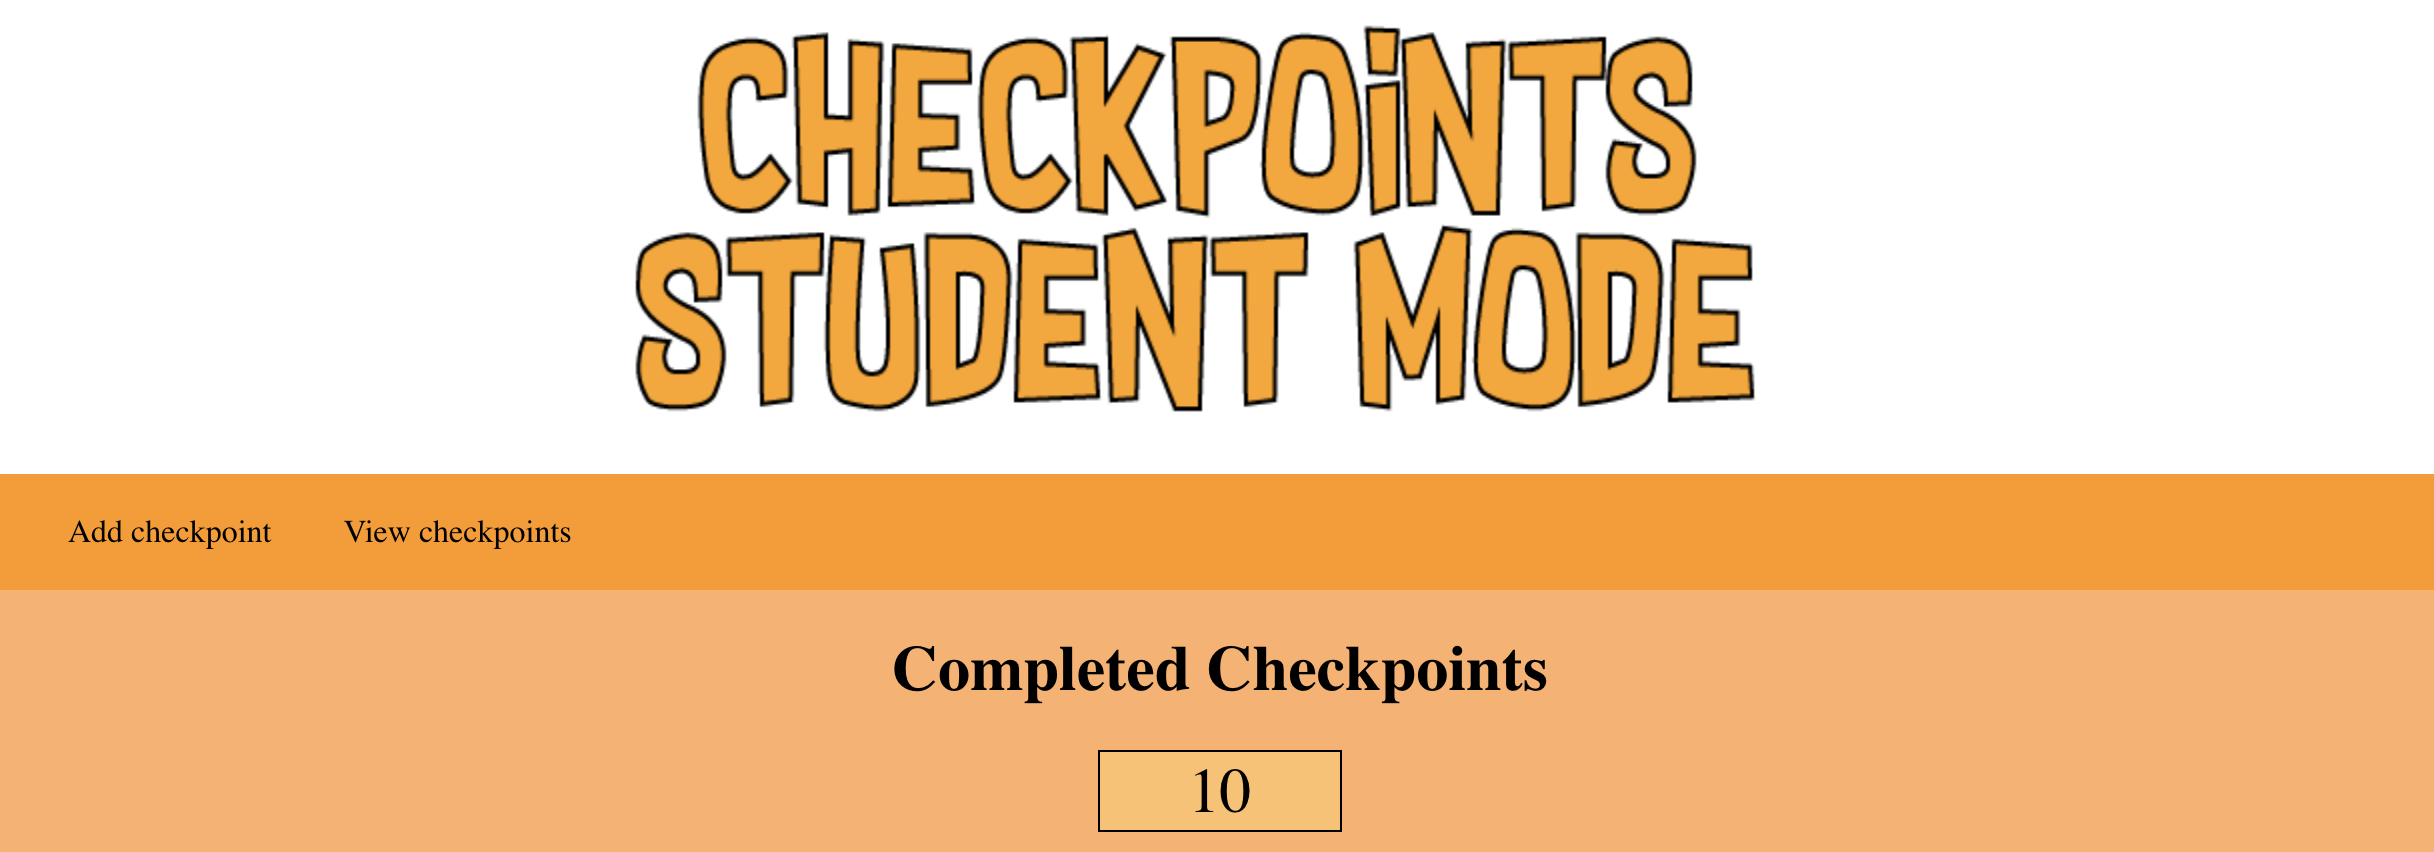 CHECKPOiNTS
STUDENT MODE
Add checkpoint View checkpoints
Completed Checkpoints
10